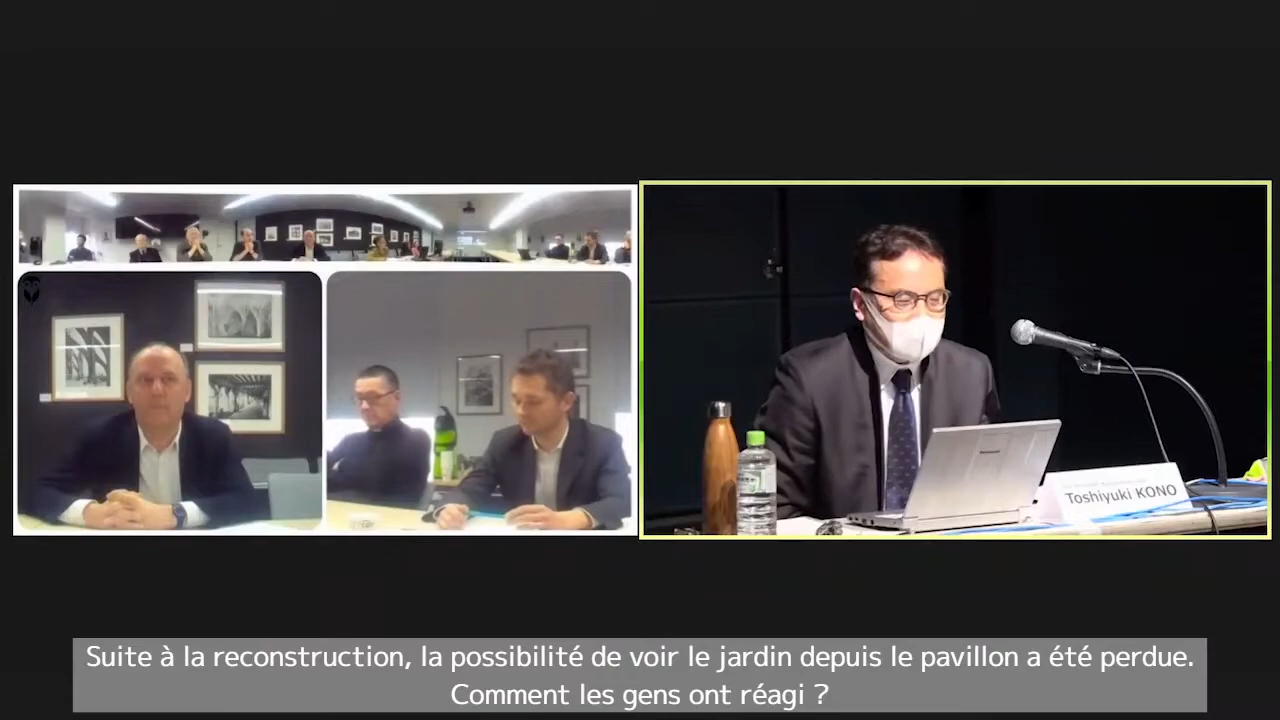 Toshiyuki KONO
Suite à la reconstruction, la possibilité de voir le jardin depuis le pavillon a été perdue.
Comment les gens ont réagi ?